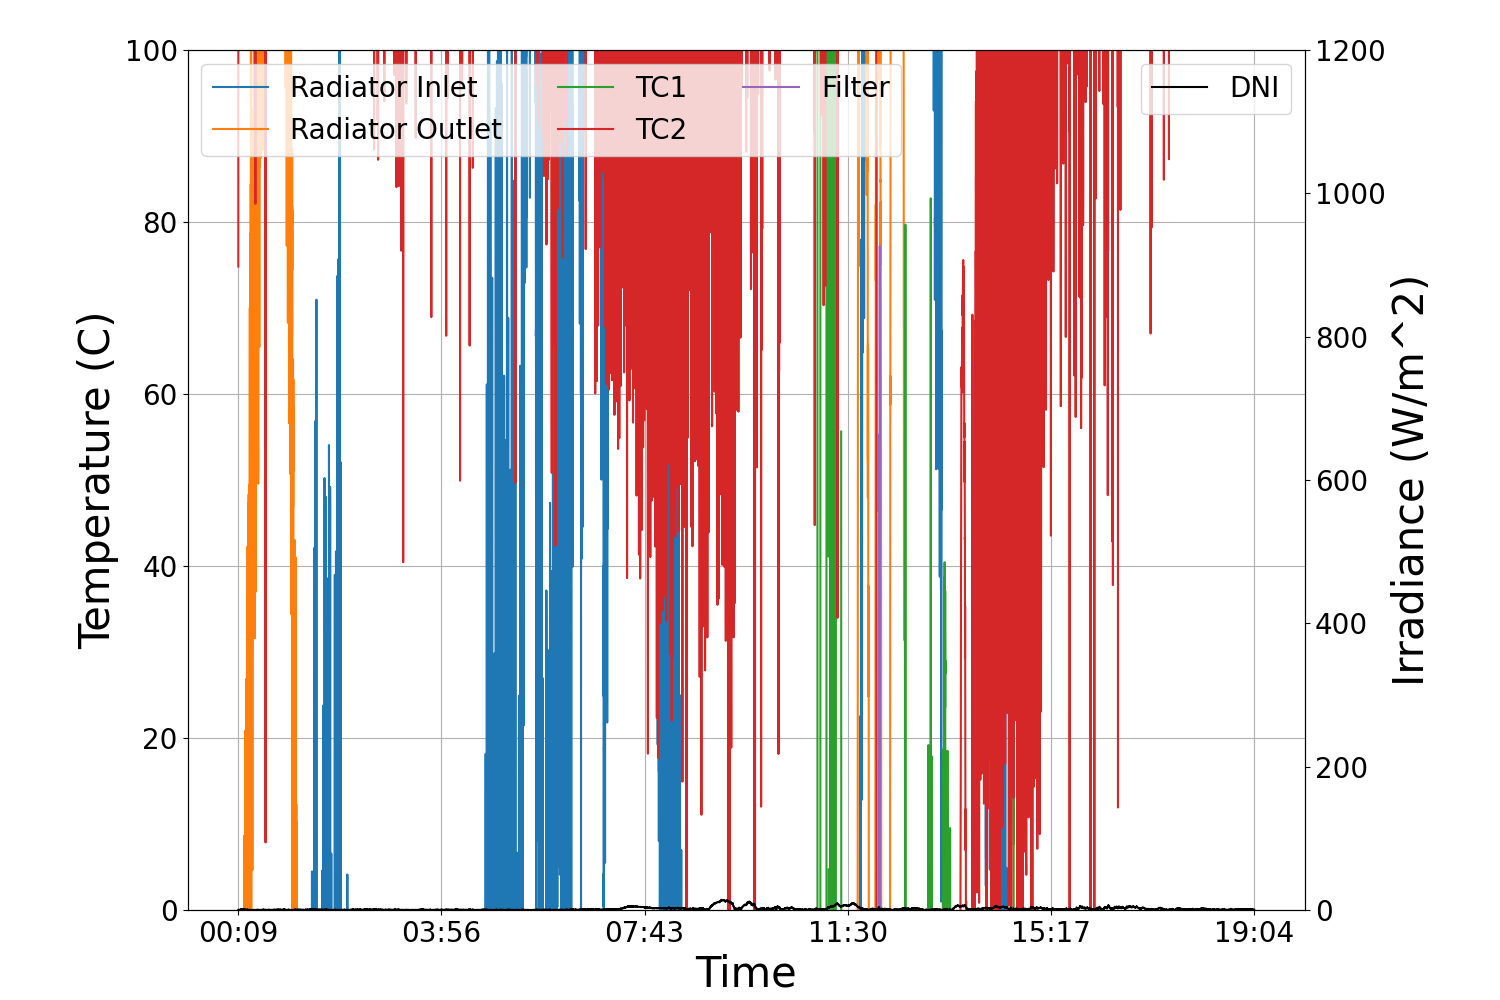 Radiator Inlet
Radiator Outlet
TC1
TC2
Filter
DNI
Temperature (C)
100
80
60
40
20
0
Irradiance (W/m^2)
1200
1000
800
600
400
200
0
00:09 03:56 07:43 11:30 15:17 19:04
Time